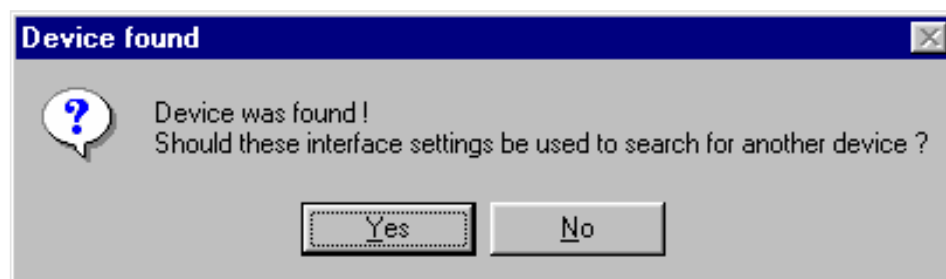 Device found
Device was found !
Should these interface settings be used to search for another device ?
Yes
No